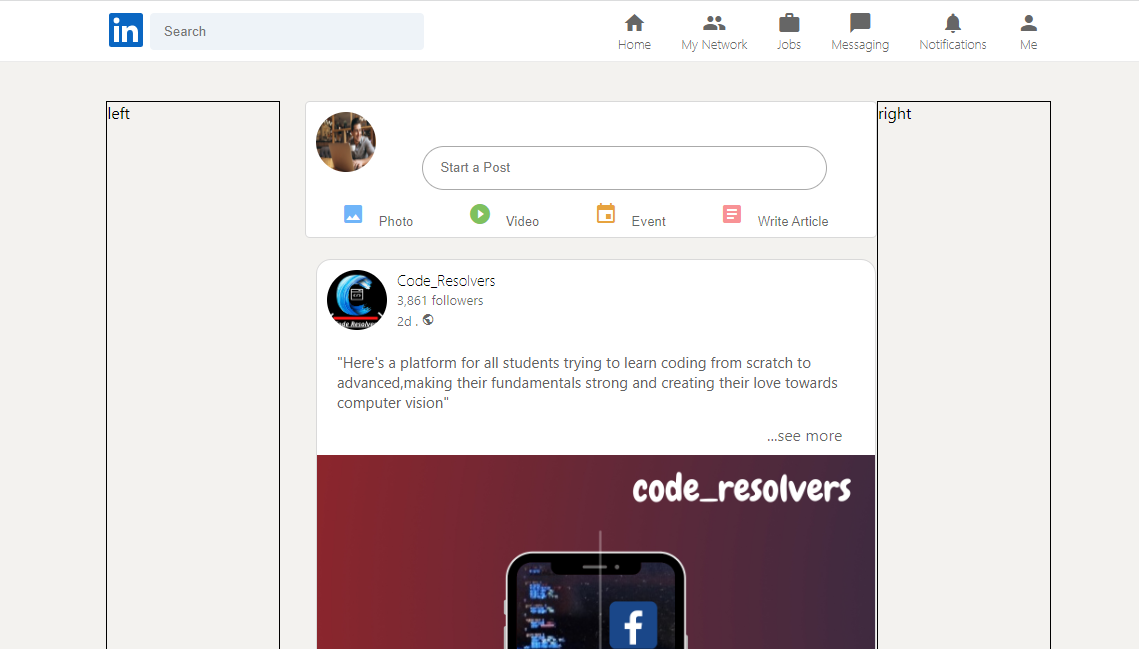 in
Search
Home
My Network
Jobs
Messaging
Notifications
Me
left
right
Start a Post
Photo
Video
Event
Write Article
Code_Resolvers
3,861 followers
2d .
"Here's a platform for all students trying to learn coding from scratch to
advanced,making their fundamentals strong and creating their love towards
computer vision"
...see more
code_resolvers
f